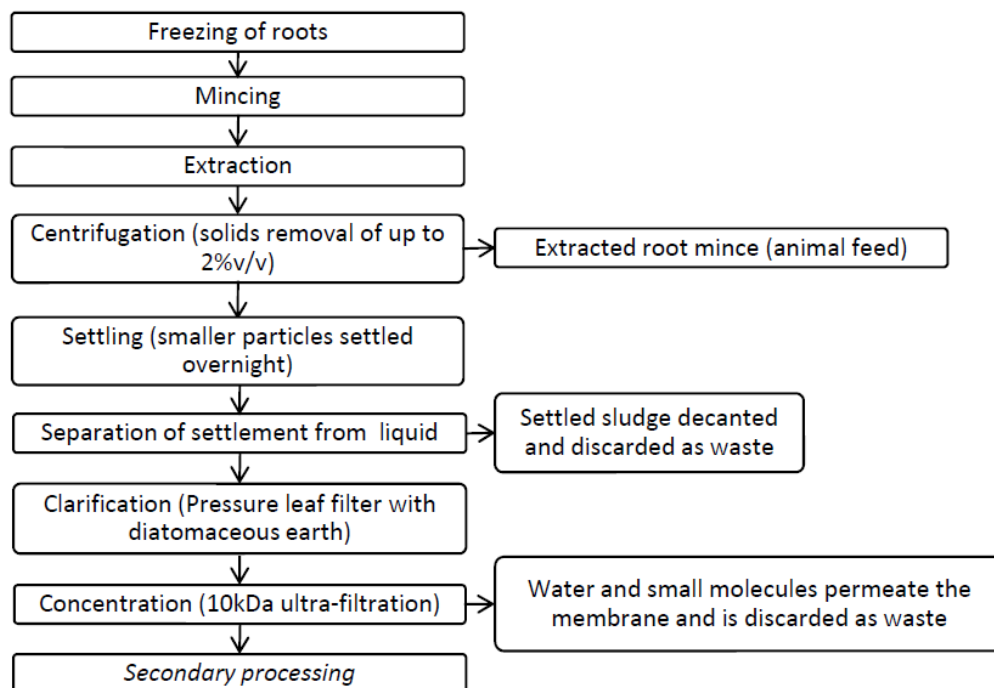 Freezing of roots
Mincing
Extraction
Centrifugation (solids removal of up to
2%v/v)
Extracted root mince (animal feed)
Settling (smaller particles settled
overnight)
Separation of settlement from liquid
Settled sludge decanted
and discarded as waste
Clarification (Pressure leaf filter with
diatomaceous earth)
Concentration (10kDa ultra-filtration)
Water and small molecules permeate the
membrane and is discarded as waste
Secondary processing